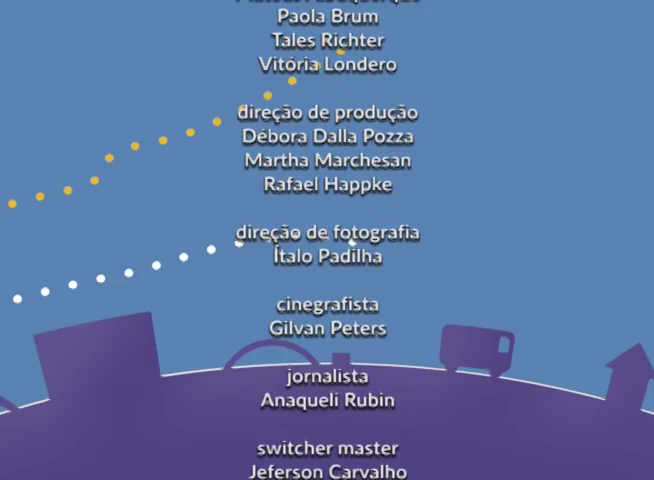 Paola Brum
Tales Richter
Vitória Londero
direção de produção
Débora Dalla Pozza
Martha Marchesan
Rafael Happke
direção de fotografia
Ítalo Padilha
cinegrafista
Gilvan Peters
jornalista
Anaqueli Rubin
switcher master
Jeferson Carvalho